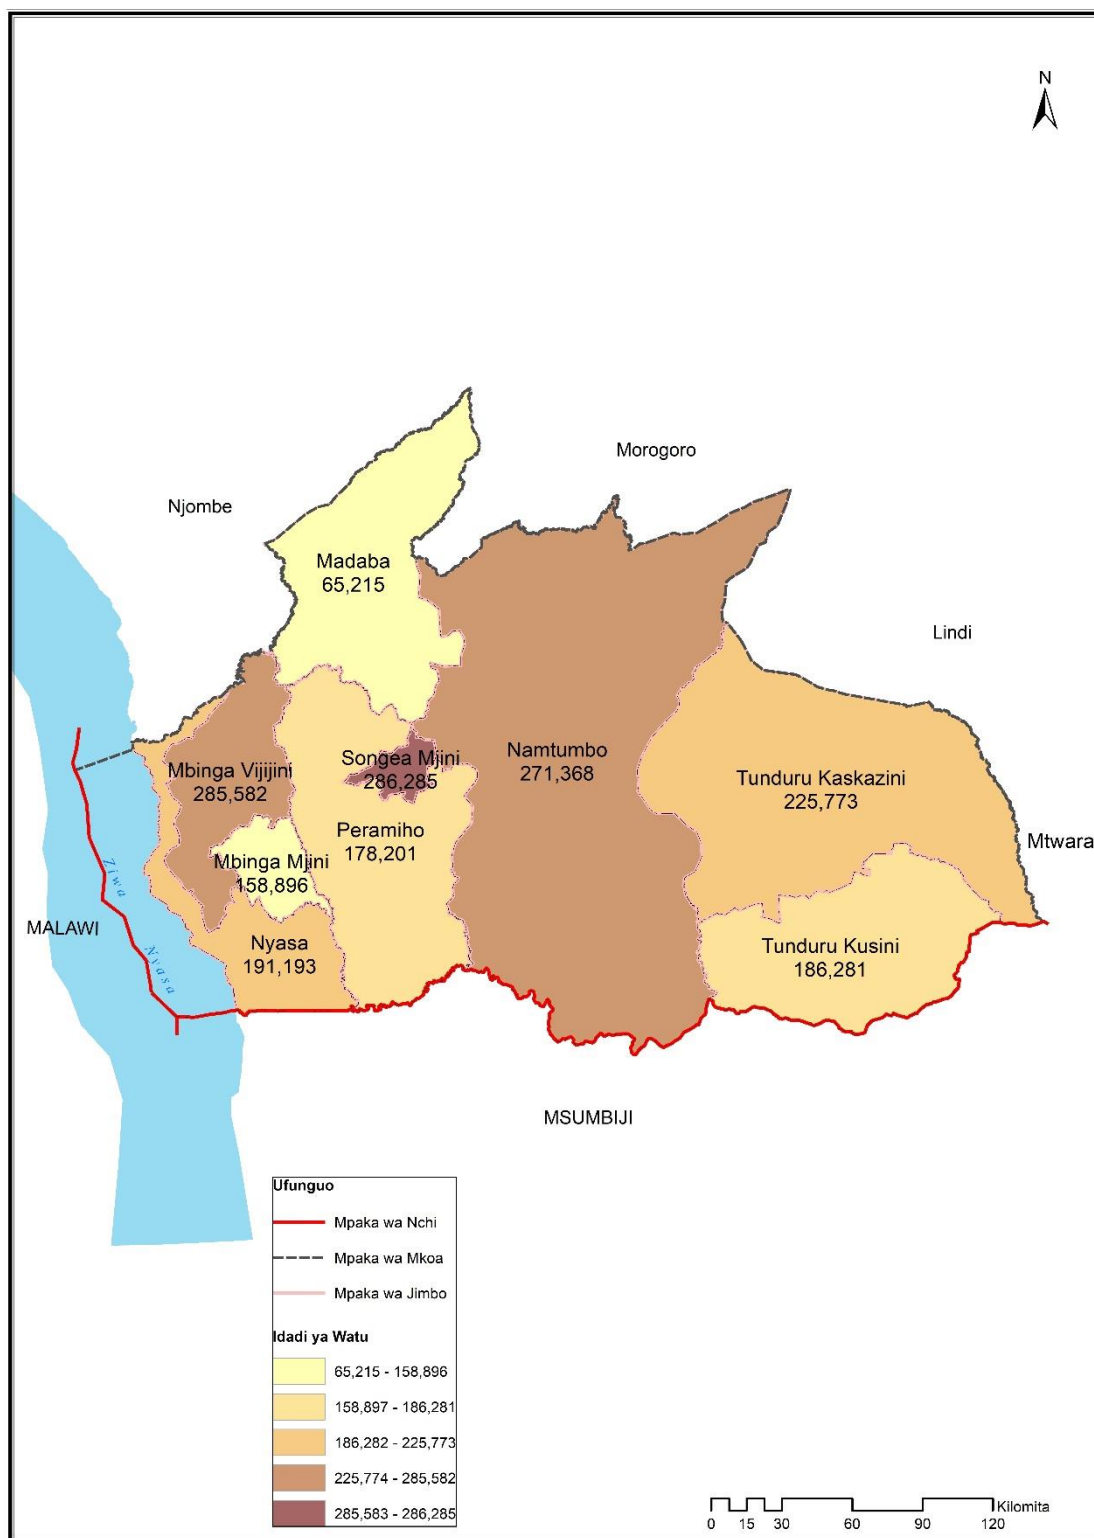 N
Morogoro
Njombe
Madaba
65,215
Lindi
Songea Mjini
286,285
Namtumbo
271,368
Mbinga Vijijini
285,582
Tunduru Kaskazini
225,773
Peramiho
178,201
Mtwara
Mbinga Mjini
158,896
Ziwa
Nyasa
MALAWI
Nyasa
191,193
Tunduru Kusini
186,281
MSUMBIJI
Ufunguo
Mpaka wa Nchi
Mpaka wa Mkoa
Mpaka wa Jimbo
Idadi ya Watu
65,215 - 158,896
158,897 - 186,281
186,282 - 225,773
225,774 - 285,582
285,583 - 286,285
Kilomita
0 15 30 60 90 120